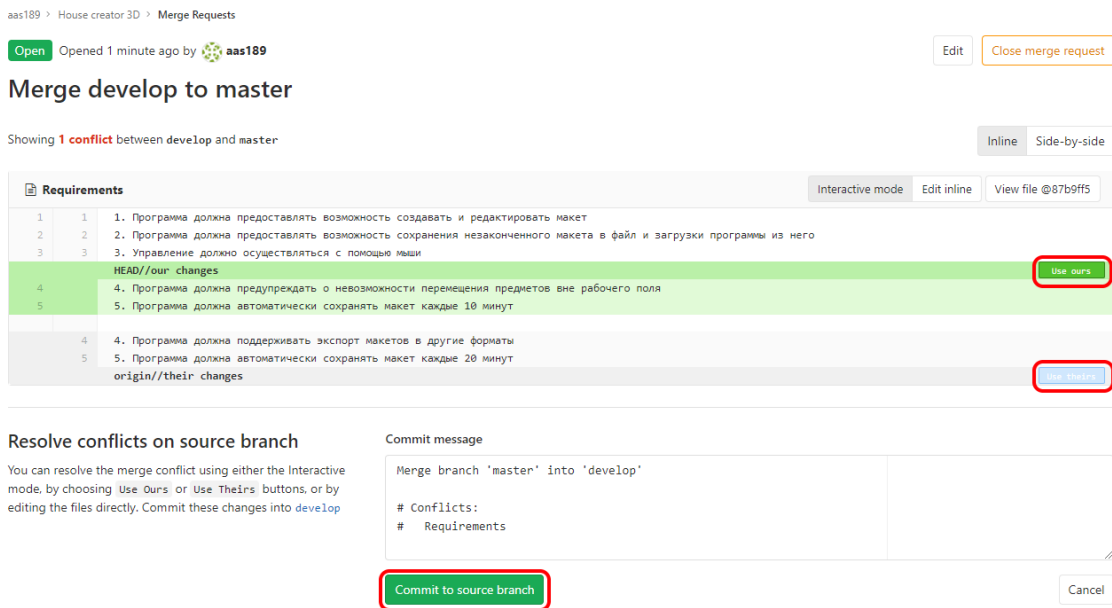 aas189 > House creator 3D > Merge Requests
Open Opened 1 minute ago by aas189 Edit Close merge request
Merge develop to master
Showing 1 conflict between develop and master Inline Side-by-side
Requirements Interactive mode Edit inline View file @87b9ff5
1 1 1. Программа должна предоставлять возможность создавать и редактировать макет
2 2 2. Программа должна предоставлять возможность сохранения незаконченного макета в файл и загрузки программы из него
3 3 3. Управление должно осуществляться с помощью мыши
HEAD//our changes Use ours
4 4. Программа должна предупреждать о невозможности перемещения предметов вне рабочего поля
5 5. Программа должна автоматически сохранять макет каждые 10 минут
4 4. Программа должна поддерживать экспорт макетов в другие форматы
5 5. Программа должна автоматически сохранять макет каждые 20 минут
origin//their changes Use theirs
Resolve conflicts on source branch
You can resolve the merge conflict using either the Interactive
mode, by choosing Use Ours or Use Theirs buttons, or by
editing the files directly. Commit these changes into develop
Commit message
Merge branch 'master' into 'develop'
# Conflicts:
# Requirements
Commit to source branch Cancel